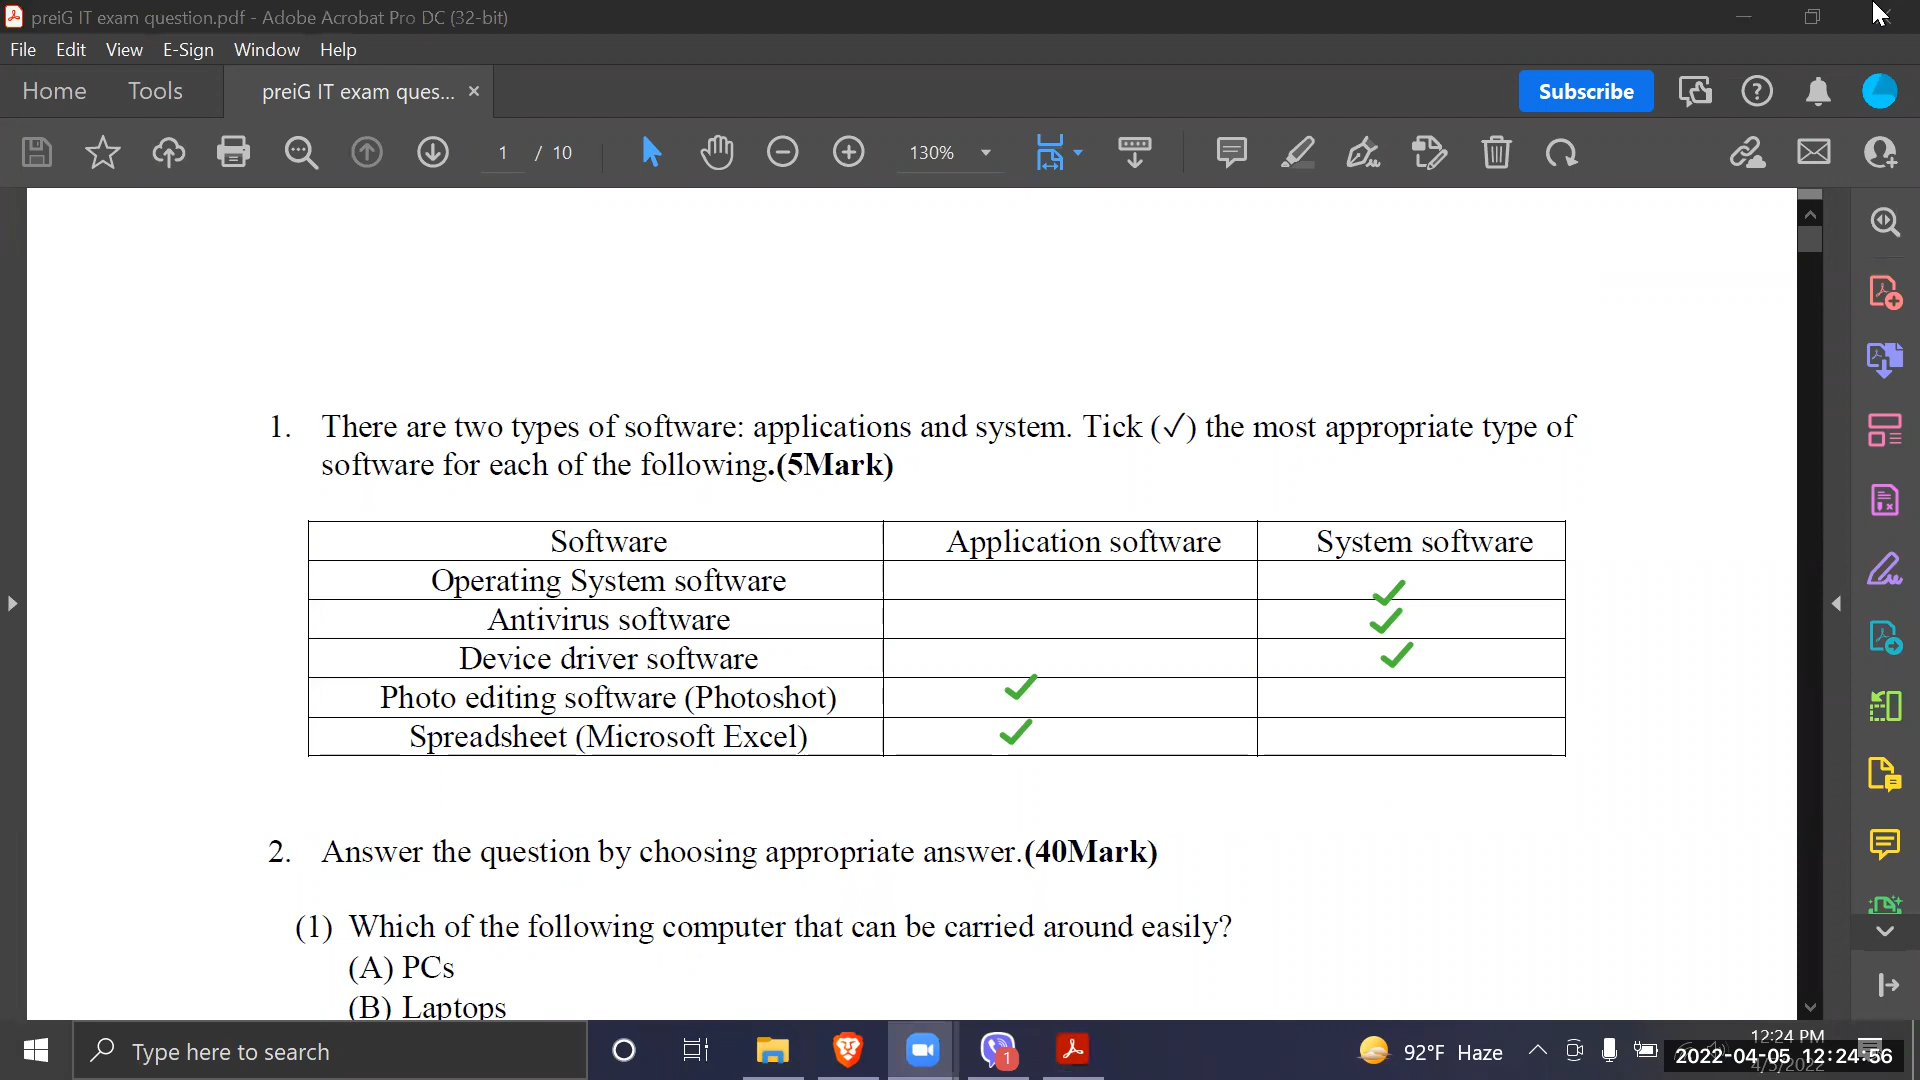 preiG IT exam question.pdf - Adobe Acrobat Pro DC (32-bit)
File Edit View E-Sign Window Help
Home Tools preiG IT exam ques... × Subscribe
1 / 10 130%
1. There are two types of software: applications and system. Tick (✓) the most appropriate type of
software for each of the following.(5Mark)
Software Application software System software
Operating System software ✓
Antivirus software ✓
Device driver software ✓
Photo editing software (Photoshot) ✓
Spreadsheet (Microsoft Excel) ✓
2. Answer the question by choosing appropriate answer.(40Mark)
(1) Which of the following computer that can be carried around easily?
(A) PCs
(B) Laptops
Type here to search 1 92°F Haze 12:24 PM
4/5/2022
2022-04-05 12:24:56